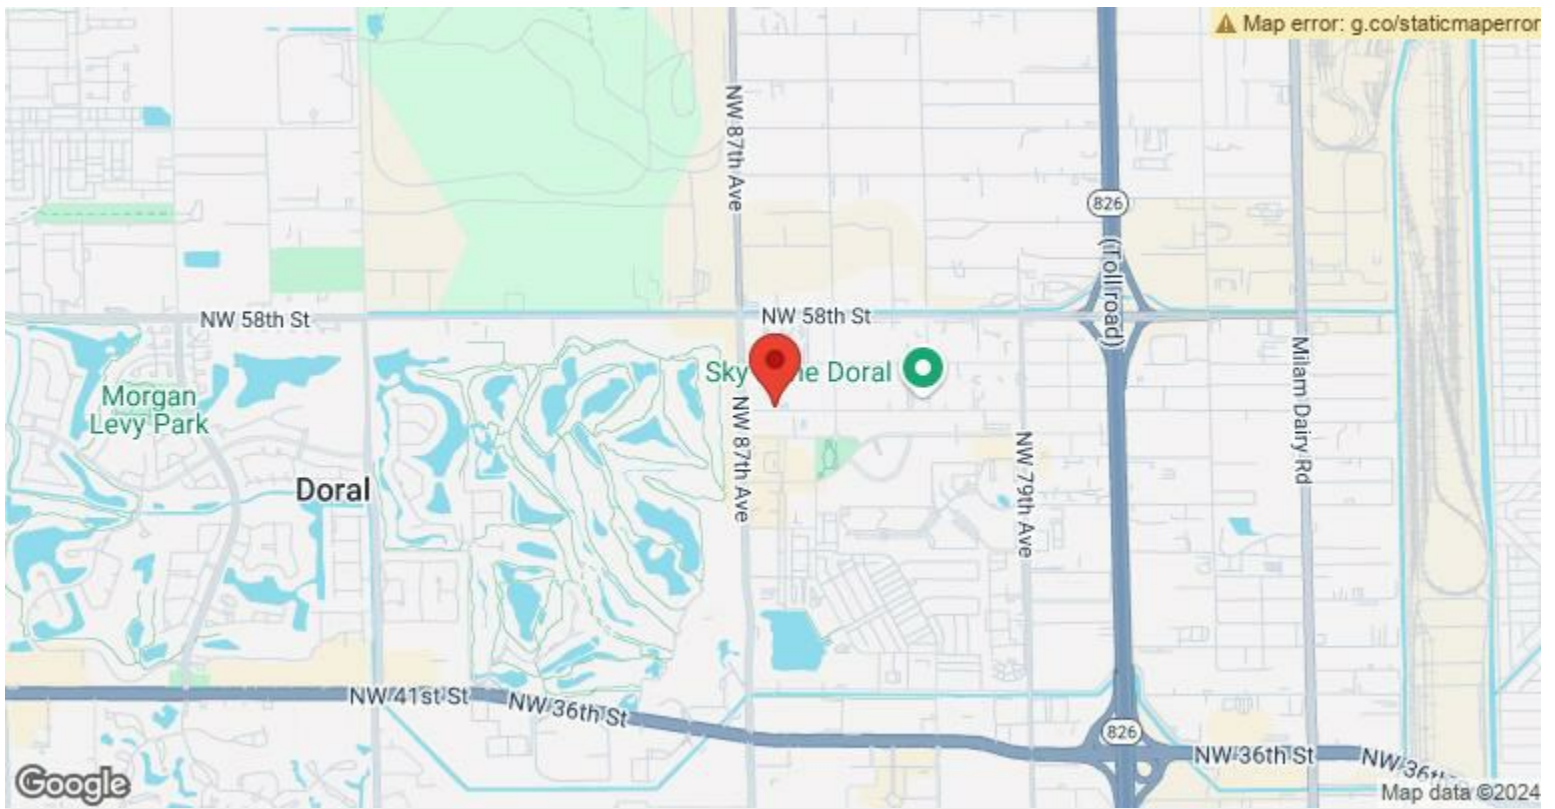 Map error: g.co/staticmaperror
NW 87th Ave
826
(Toll road)
NW 58th St
NW 58th St
Milam Dairy Rd
Sky
ne Doral
Morgan
Levy Park
NW 87th Ave
NW 79th Ave
Doral
NW 41st St
NW 36th St
826
NW 36th St
NW 36th
Google
Map data ©2024